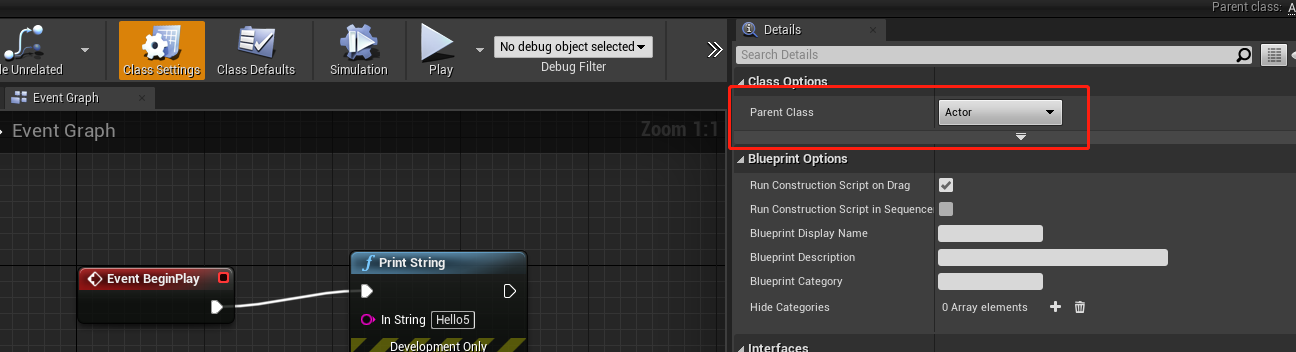 Parent class: A
Unrelated
Class Settings
Class Defaults
Simulation
Play
No debug object selected
Debug Filter
Details
Search Details
Event Graph
Event Graph
Zoom 1:1
Class Options
Parent Class
Actor
Blueprint Options
Run Construction Script on Drag
Run Construction Script in Sequence
Blueprint Display Name
Blueprint Description
Blueprint Category
Hide Categories
0 Array elements
Interfaces
Event BeginPlay
Print String
In String Hello5
Development Only